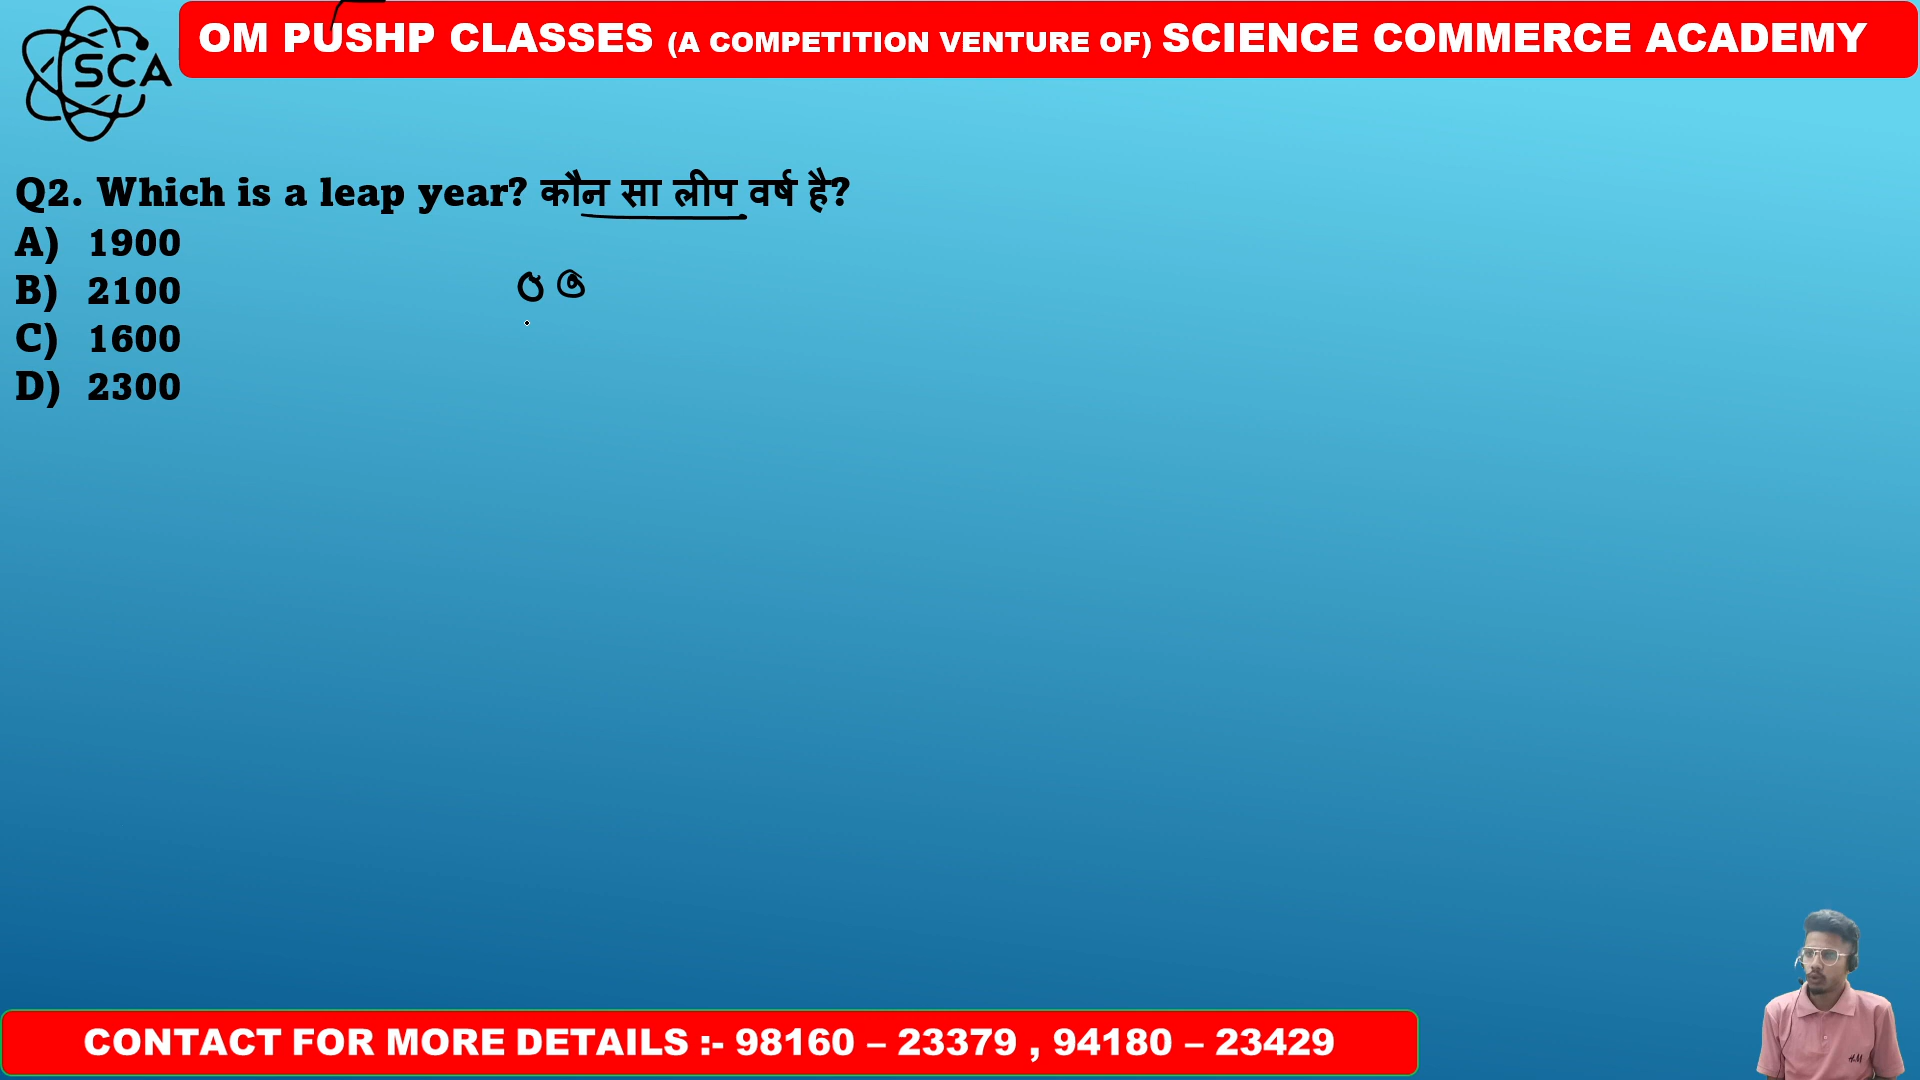 SCA
OM PUSHP CLASSES (A COMPETITION VENTURE OF) SCIENCE COMMERCE ACADEMY
Q2. Which is a leap year? कौन सा लीप वर्ष है?
A) 1900
B) 2100
C) 1600
D) 2300
00
CONTACT FOR MORE DETAILS :- 98160 – 23379 , 94180 – 23429